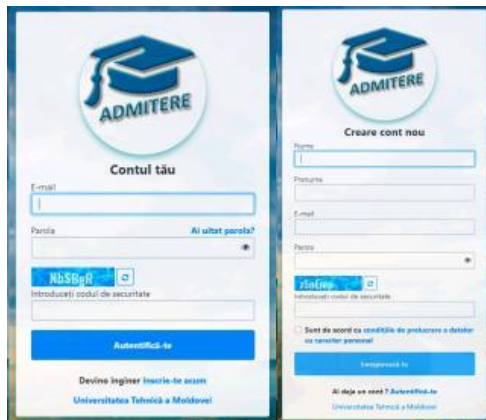 ADMITERE
Contul tău
E-mail
Parola Ai uitat parola?
NbSBgR
Introduceți codul de securitate
Autentifică-te
Devino inginer înscrie-te acum
Universitatea Tehnică a Moldovei
ADMITERE
Creare cont nou
Nume
Prenume
E-mail
Parola
Introduceți codul de securitate
Sunt de acord cu condițiile de prelucrare a datelor
cu caracter personal
Înregistrează-te
Ai deja un cont ? Autentifică-te
Universitatea Tehnică a Moldovei